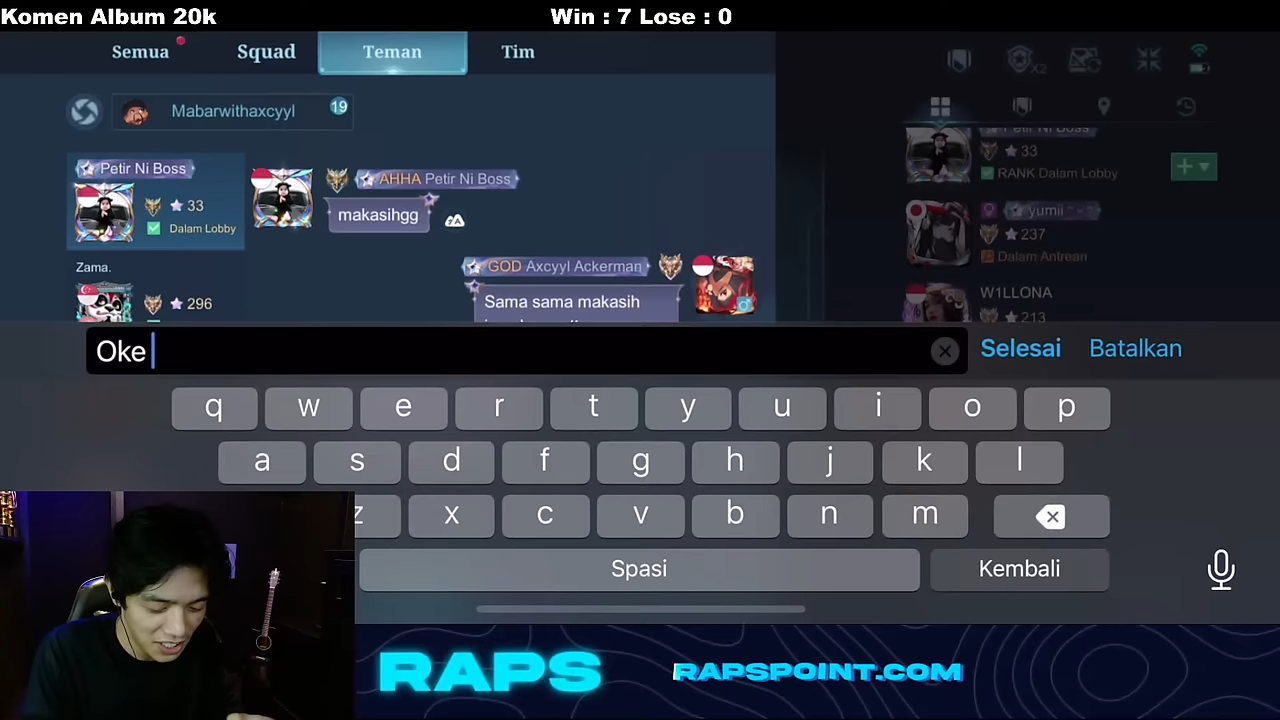 Komen Album 20k
Win : 7 Lose : 0
Semua
Squad
Teman
Tim
X2
Mabarwithaxcyyl
19
Petir Ni Boss
33
Dalam Lobby
Zama.
296
AHHA Petir Ni Boss
makasihgg
GOD Axcyyl Ackerman
Sama sama makasih
Petir Ni Boss
33
RANK Dalam Lobby
yumii
237
Dalam Antrean
W1LLONA
213
Oke
Selesai
Batalkan
q w e r t y u i o p
a s d f g h j k l
z x c v b n m
Spasi
Kembali
RAPS
RAPSPOINT.COM